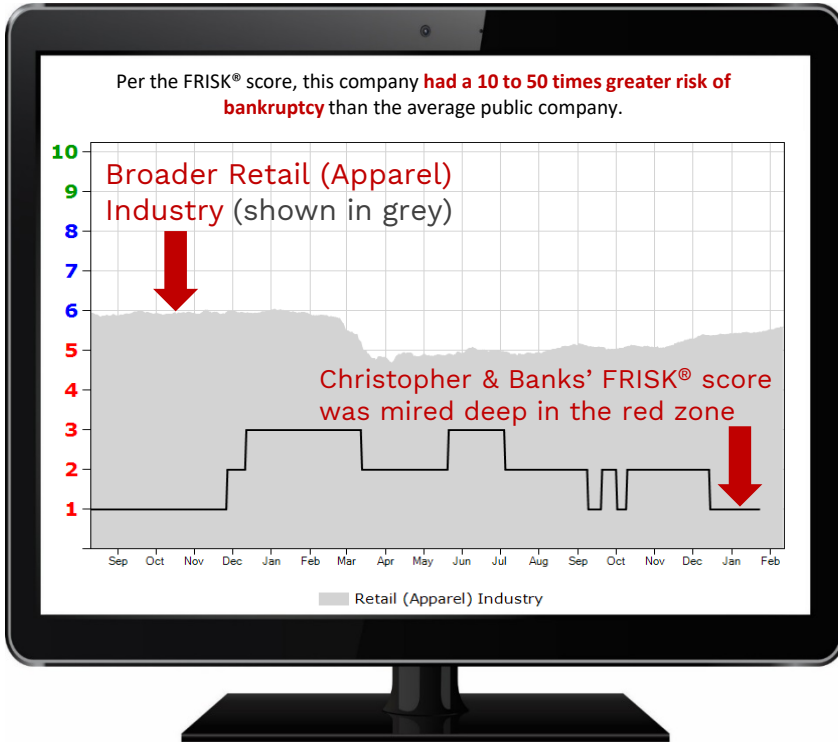 Per the FRISK® score, this company had a 10 to 50 times greater risk of
bankruptcy than the average public company.
10
9
8
7
6
5
4
3
2
1
Broader Retail (Apparel)
Industry (shown in grey)
Christopher & Banks’ FRISK® score
was mired deep in the red zone
Sep Oct Nov Dec Jan Feb Mar Apr May Jun Jul Aug Sep Oct Nov Dec Jan Feb
Retail (Apparel) Industry